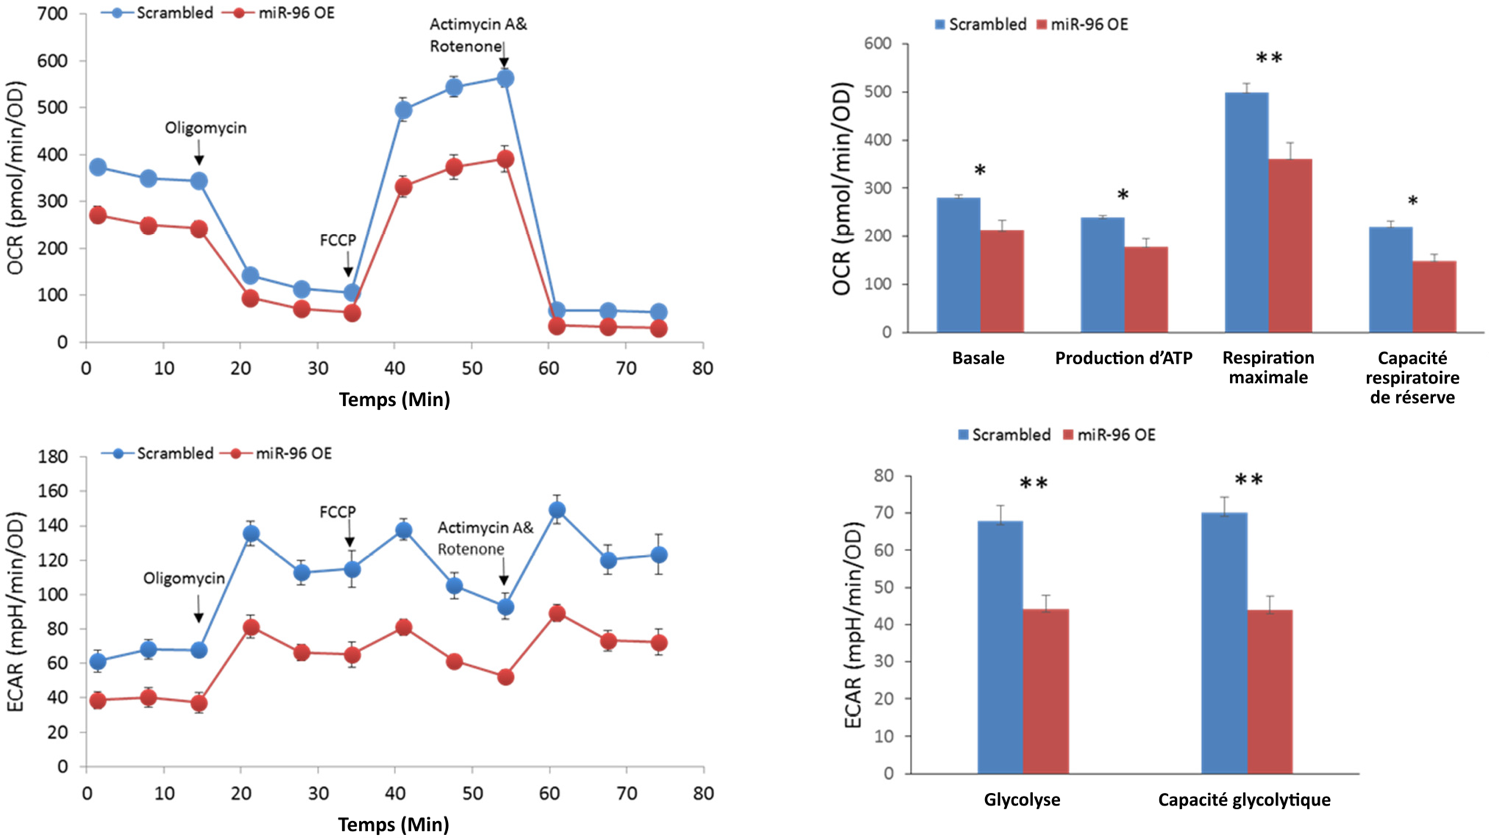 Scrambled miR-96 OE
OCR (pmol/min/OD)
700
600
500
400
300
200
100
0
Oligomycin
FCCP
Actimycin A&
Rotenone
0 10 20 30 40 50 60 70 80
Temps (Min)
Scrambled miR-96 OE
OCR (pmol/min/OD)
600
500
400
300
200
100
0
*
*
**
*
Basale
Production d’ATP
Respiration
maximale
Capacité
respiratoire
de réserve
Scrambled miR-96 OE
ECAR (mpH/min/OD)
180
160
140
120
100
80
60
40
20
0
Oligomycin
FCCP
Actimycin A&
Rotenone
0 10 20 30 40 50 60 70 80
Temps (Min)
Scrambled miR-96 OE
ECAR (mpH/min/OD)
80
70
60
50
40
30
20
10
0
**
**
Glycolyse
Capacité glycolytique